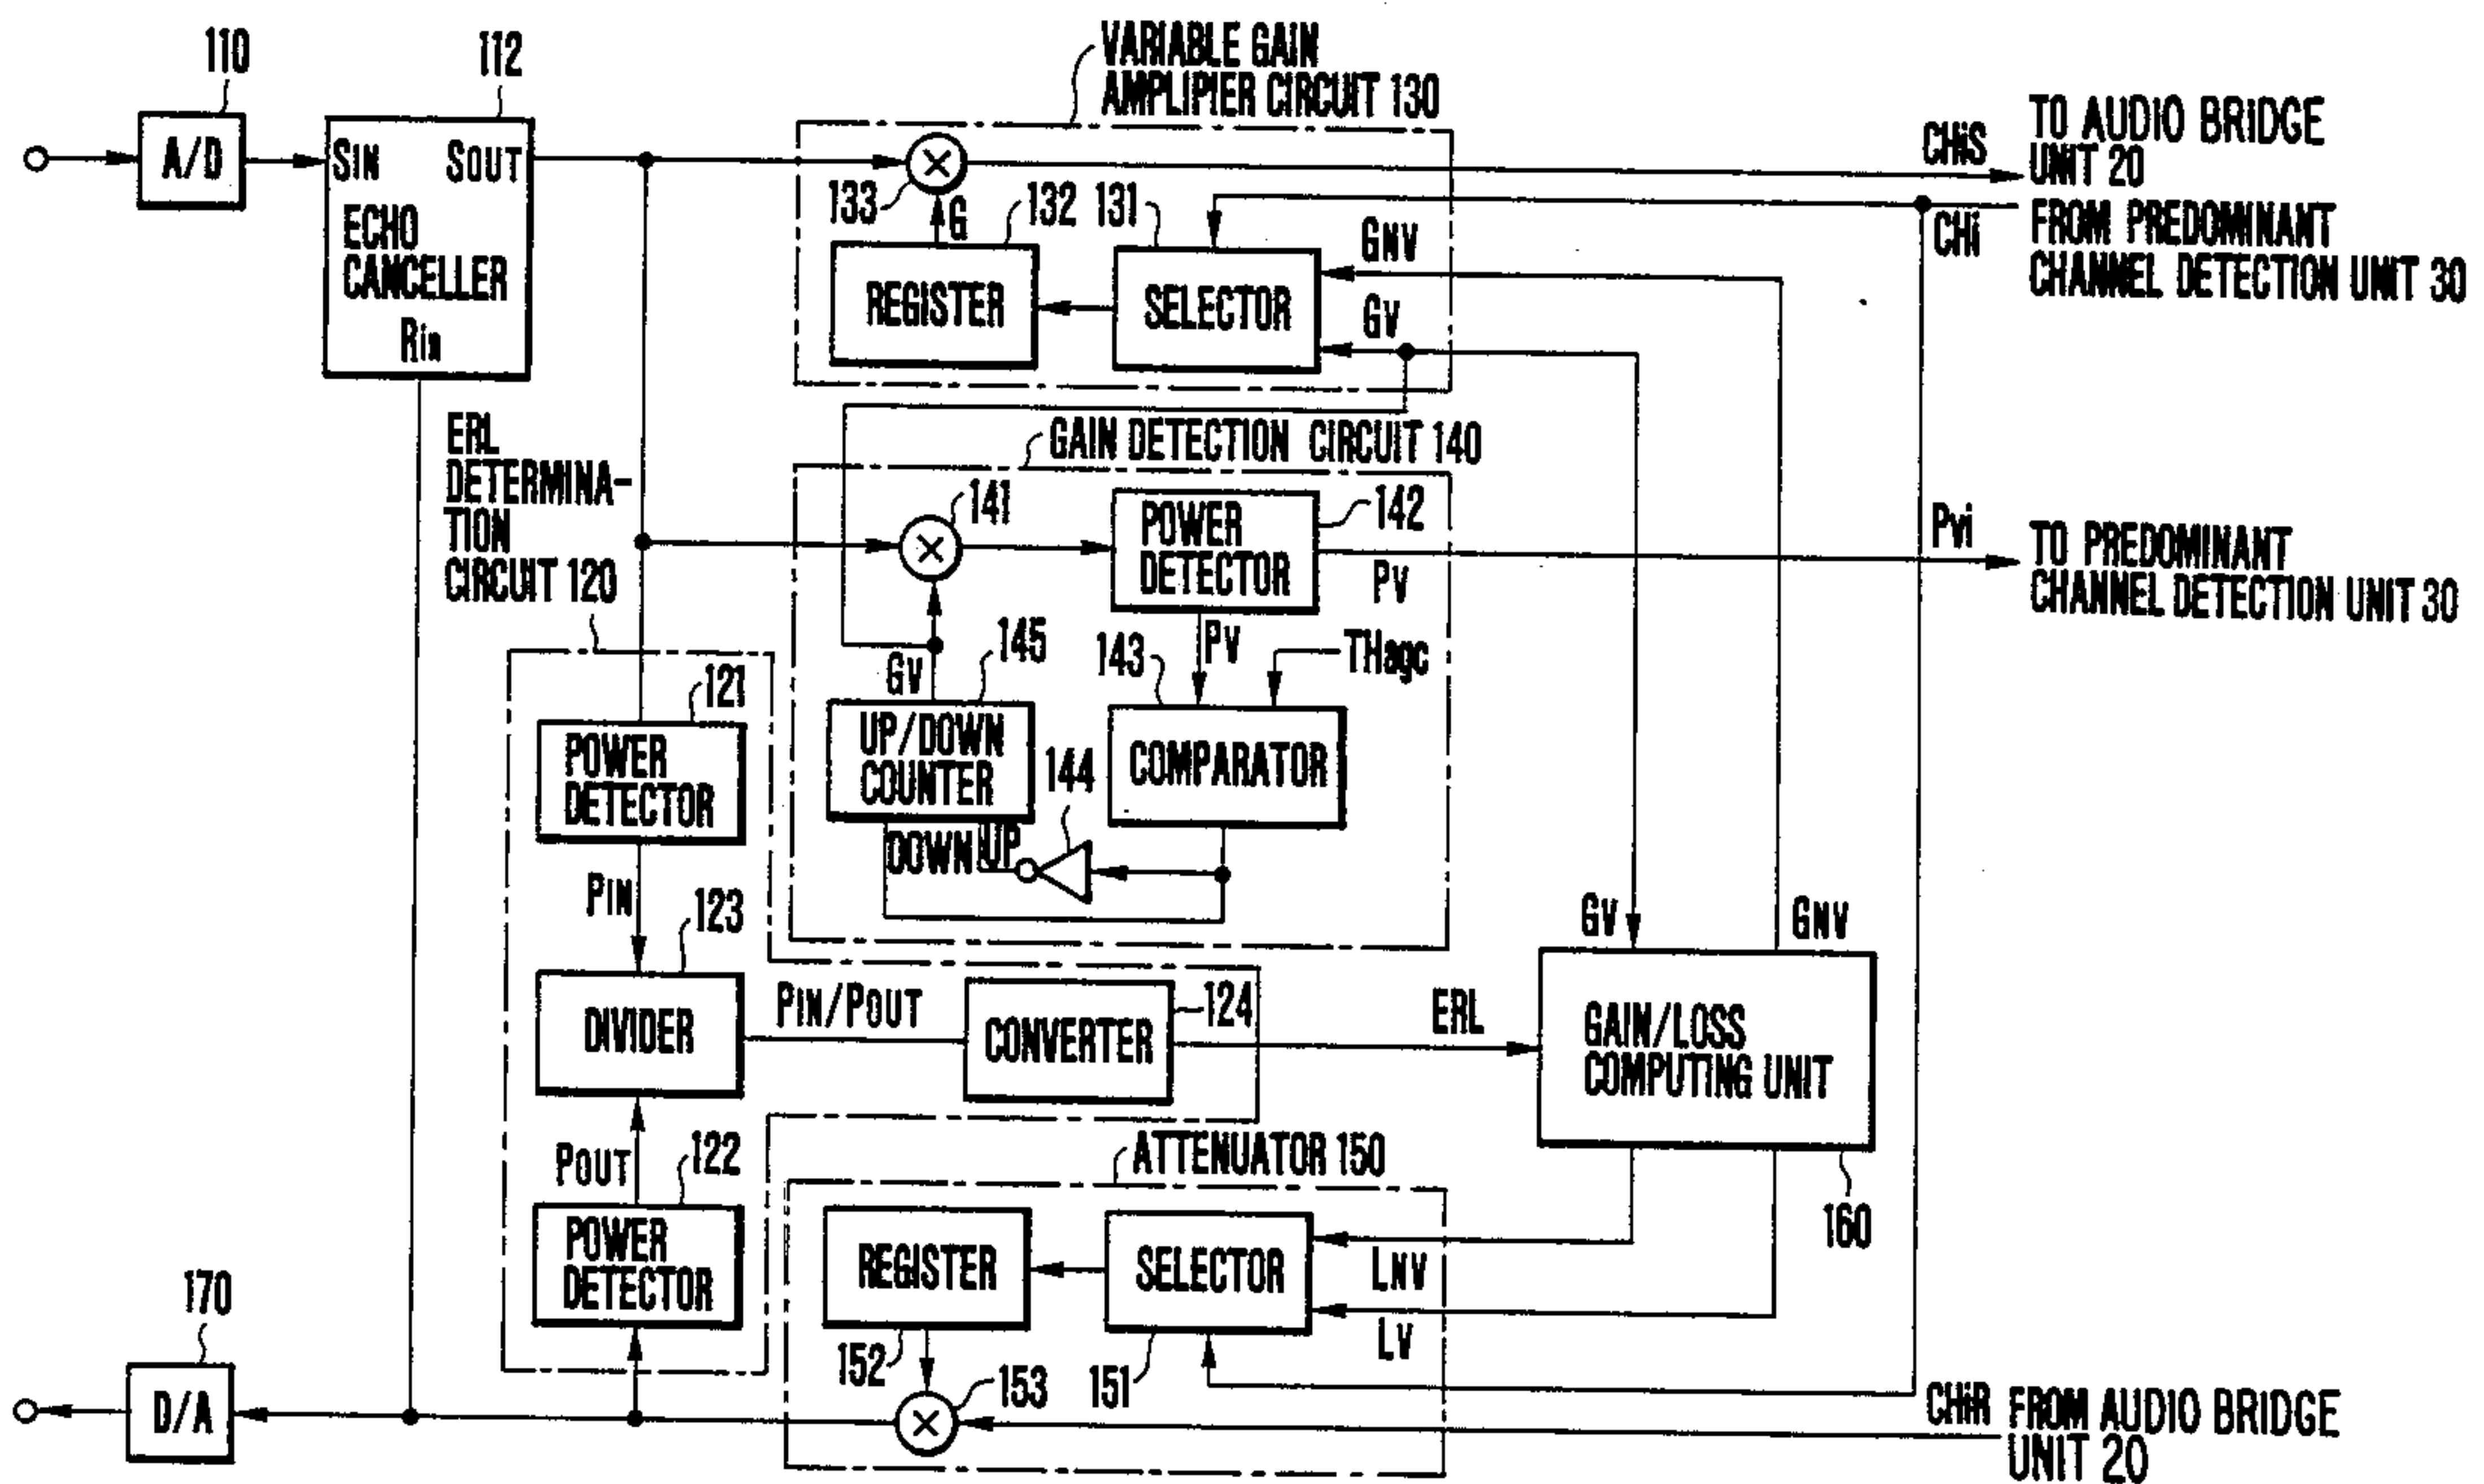 110
112
VARIABLE GAIN
AMPLIPIER CIRCUIT 130
A/D
SIN SOUT
ECHO
CANCELLER
Rin
133
G
132
131
REGISTER
SELECTOR
GNV
GV
CHiS
TO AUDIO BRIDGE
UNIT 20
CHi
FROM PREDOMINANT
CHANNEL DETECTION UNIT 30
ERL
DETERMINA-
TION
CIRCUIT 120
GAIN DETECTION CIRCUIT 140
141
POWER
DETECTOR
142
PV
Pvi
TO PREDOMINANT
CHANNEL DETECTION UNIT 30
GV
145
143
PV
THagc
UP/DOWN
COUNTER
144
COMPARATOR
DOWN
UP
121
POWER
DETECTOR
PIN
123
DIVIDER
PIN/POUT
CONVERTER
124
ERL
GV
GNV
GAIN/LOSS
COMPUTING UNIT
160
POUT
122
POWER
DETECTOR
ATTENUATOR 150
REGISTER
SELECTOR
LNV
LV
152
153
151
170
D/A
CHiR
FROM AUDIO BRIDGE
UNIT 20